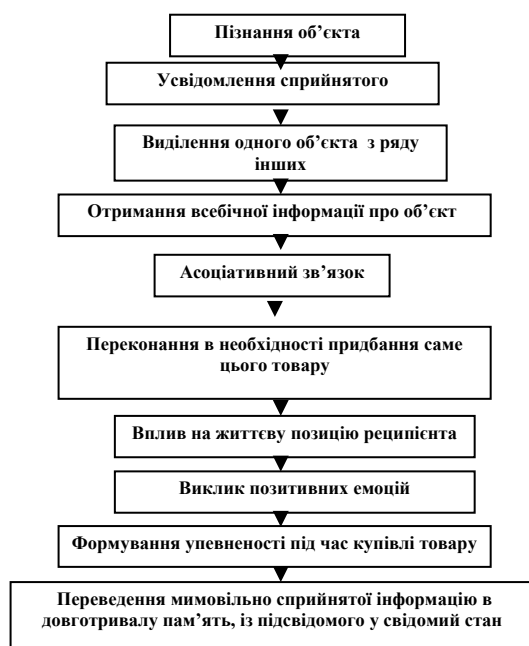 Пізнання об’єкта
Усвідомлення сприйнятого
Виділення одного об’єкта з ряду
інших
Отримання всебічної інформації про об’єкт
Асоціативний зв’язок
Переконання в необхідності придбання саме
цього товару
Вплив на життєву позицію реципієнта
Виклик позитивних емоцій
Формування упевненості під час купівлі товару
Переведення мимовільно сприйнятої інформацію в
довготривалу пам’ять, із підсвідомого у свідомий стан